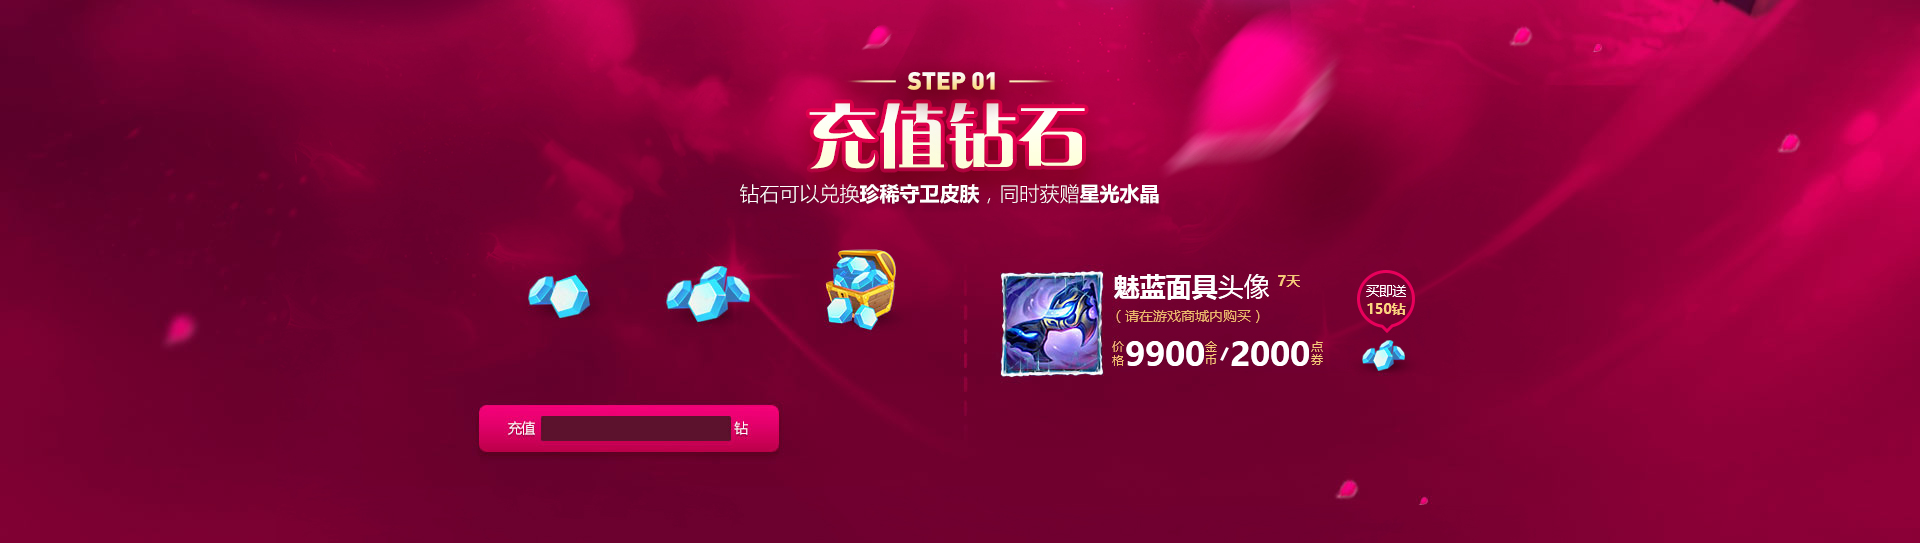 STEP 01
充值钻石
钻石可以兑换珍稀守卫皮肤，同时获赠星光水晶
魅蓝面具头像 7天
（请在游戏商城内购买）
价格9900金币/2000点券
买即送
150钻
充值 钻